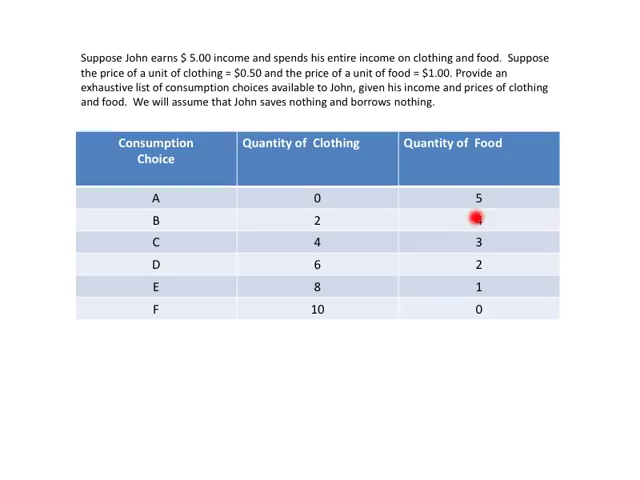 Suppose John earns $ 5.00 income and spends his entire income on clothing and food.  Suppose
the price of a unit of clothing = $0.50 and the price of a unit of food = $1.00. Provide an
exhaustive list of consumption choices available to John, given his income and prices of clothing
and food.  We will assume that John saves nothing and borrows nothing.
Consumption Choice Quantity of  Clothing Quantity of  Food
A 0 5
B 2
C 4 3
D 6 2
E 8 1
F 10 0